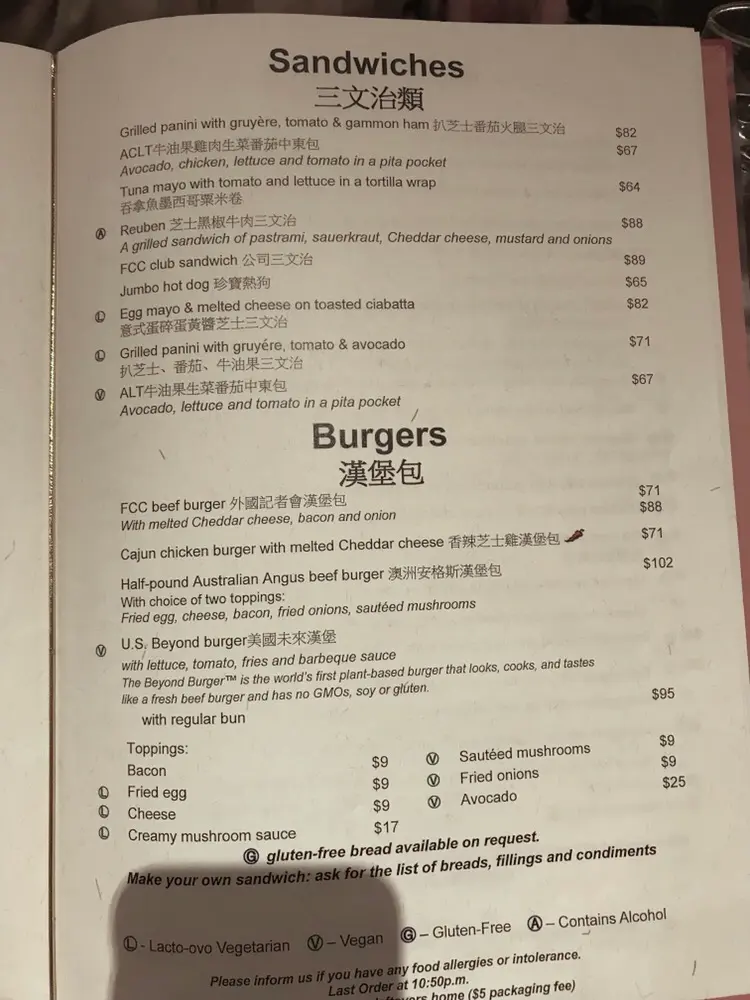 Sandwiches
三文治類
Grilled panini with gruyère, tomato & gammon ham 扒芝士番茄火腿三文治 $82
ACLT牛油果雞肉生菜番茄中東包 $67
Avocado, chicken, lettuce and tomato in a pita pocket
Tuna mayo with tomato and lettuce in a tortilla wrap $64
吞拿魚墨西哥粟米卷
Ⓐ Reuben 芝士黑椒牛肉三文治 $88
A grilled sandwich of pastrami, sauerkraut, Cheddar cheese, mustard and onions
FCC club sandwich 公司三文治 $89
Jumbo hot dog 珍寶熱狗 $65
Ⓛ Egg mayo & melted cheese on toasted ciabatta $82
意式蛋碎蛋黃醬芝士三文治
Ⓛ Grilled panini with gruyére, tomato & avocado $71
扒芝士、番茄、牛油果三文治
Ⓥ ALT牛油果生菜番茄中東包 $67
Avocado, lettuce and tomato in a pita pocket
Burgers
漢堡包
FCC beef burger 外國記者會漢堡包 $71
With melted Cheddar cheese, bacon and onion $88
Cajun chicken burger with melted Cheddar cheese 香辣芝士雞漢堡包 $71
Half-pound Australian Angus beef burger 澳洲安格斯漢堡包 $102
With choice of two toppings:
Fried egg, cheese, bacon, fried onions, sautéed mushrooms
Ⓥ U.S. Beyond burger美國未來漢堡
with lettuce, tomato, fries and barbeque sauce
The Beyond Burger™ is the world's first plant-based burger that looks, cooks, and tastes
like a fresh beef burger and has no GMOs, soy or gluten.
with regular bun $95
Toppings:
Bacon $9
Ⓛ Fried egg $9
Ⓛ Cheese $9
Ⓛ Creamy mushroom sauce $17
Ⓥ Sautéed mushrooms $9
Ⓥ Fried onions $9
Ⓥ Avocado $25
Ⓖ gluten-free bread available on request.
Make your own sandwich: ask for the list of breads, fillings and condiments
Ⓛ - Lacto-ovo Vegetarian Ⓥ – Vegan Ⓖ – Gluten-Free Ⓐ – Contains Alcohol
Please inform us if you have any food allergies or intolerance.
Last Order at 10:50p.m.
home ($5 packaging fee)